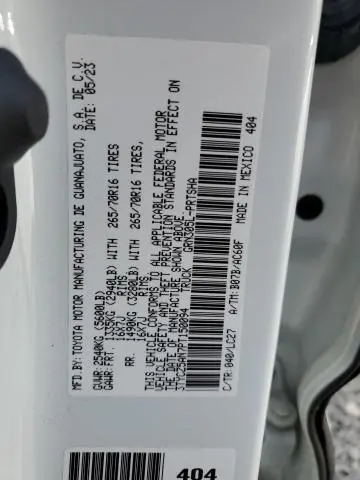 MFD.BY:TOYOTA MOTOR MANUFACTURING DE GUANAJUATO, S.A. DE C.V.
DATE: 05/23
GVWR:2540KG (5600LB)
GAWR:FRT. 1335KG (2940LB) WITH 265/70R16 TIRES
16X7J RIMS
RR. 1490KG (3280LB) WITH 265/70R16 TIRES,
16X7J RIMS
THIS VEHICLE CONFORMS TO ALL APPLICABLE FEDERAL MOTOR
VEHICLE SAFETY AND THEFT PREVENTION STANDARDS IN EFFECT ON
THE DATE OF MANUFACTURE SHOWN ABOVE.
3TYCZ5AN7PT150094 TRUCK
GRN305L-PRTSHA
C/TR:040/LC27 A/TM:B07B/AC60F MADE IN MEXICO 404
404